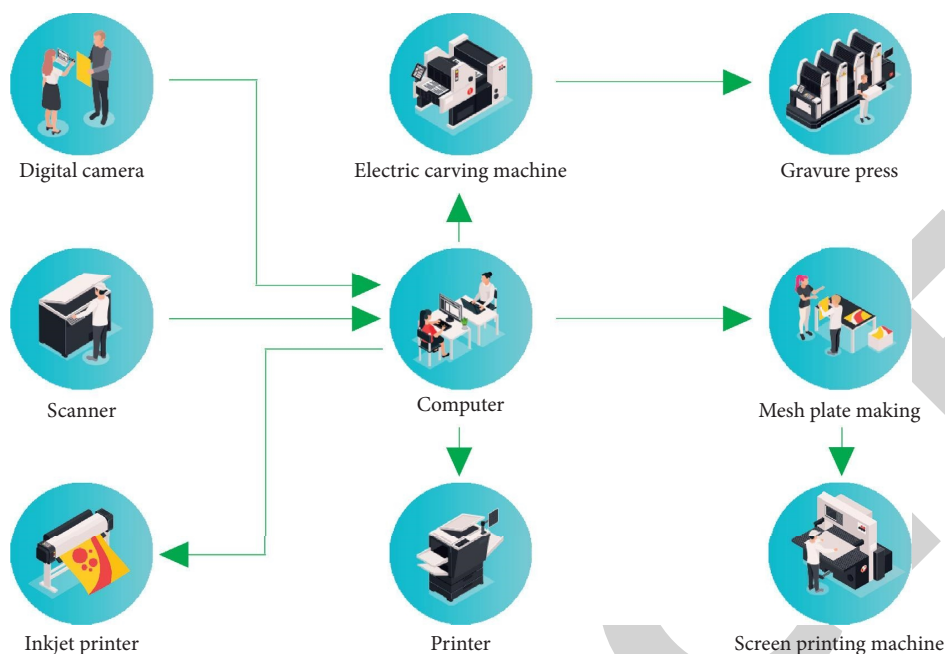 Digital camera
Electric carving machine
Gravure press
Scanner
Computer
Mesh plate making
Inkjet printer
Printer
Screen printing machine